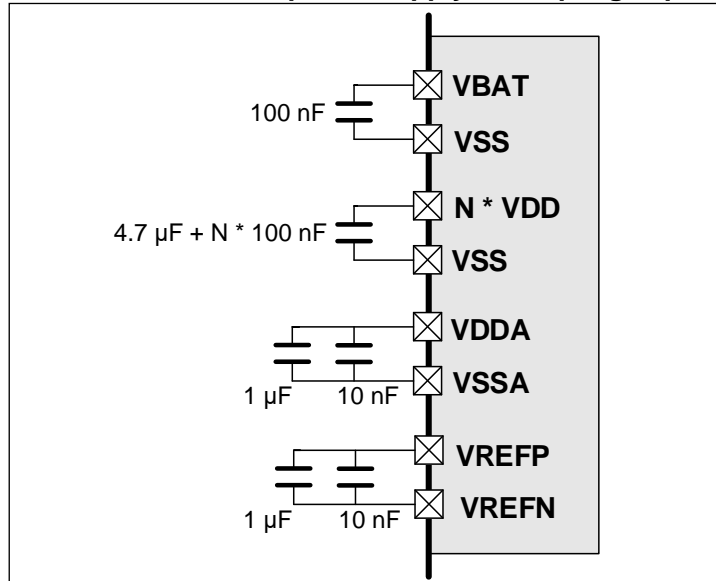 VBAT
100 nF
VSS
N * VDD
4.7 µF + N * 100 nF
VSS
VDDA
1 µF 10 nF
VSSA
VREFP
1 µF 10 nF
VREFN